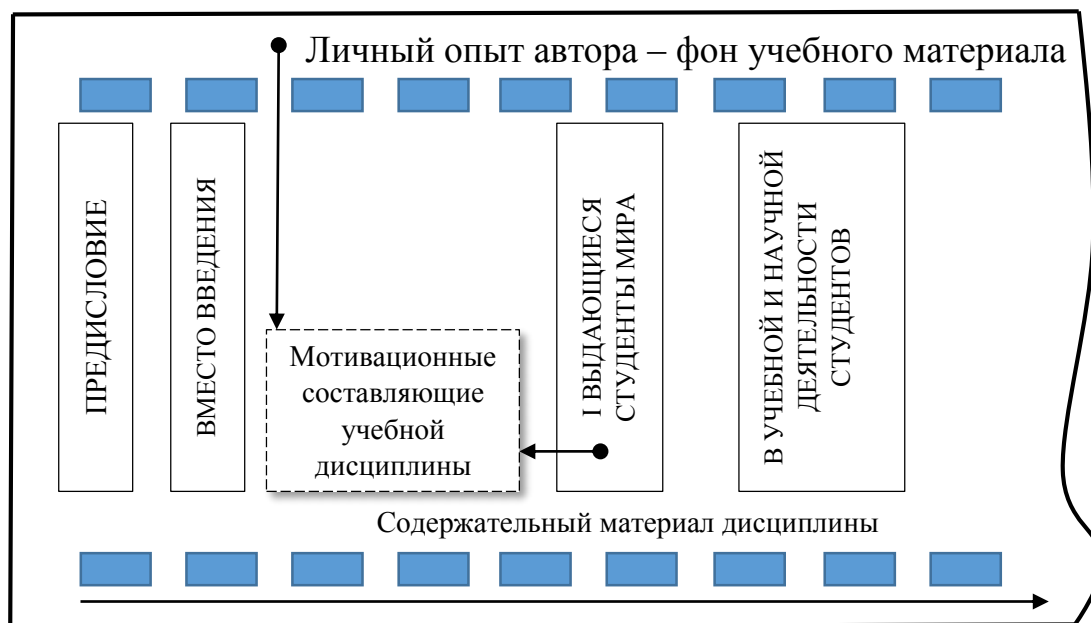 Личный опыт автора – фон учебного материала
ПРЕДИСЛОВИЕ
ВМЕСТО ВВЕДЕНИЯ
Мотивационные
составляющие
учебной
дисциплины
I ВЫДАЮЩИЕСЯ
СТУДЕНТЫ МИРА
В УЧЕБНОЙ И НАУЧНОЙ
ДЕЯТЕЛЬНОСТИ
СТУДЕНТОВ
Содержательный материал дисциплины